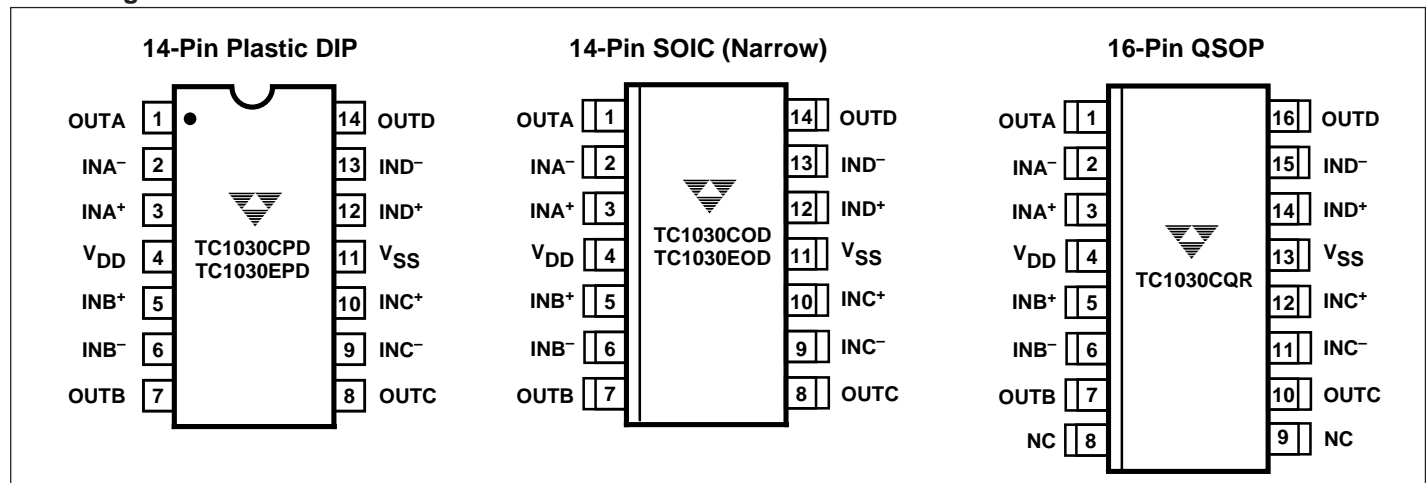 14-Pin Plastic DIP
OUTA 1 14 OUTD
INA– 2 13 IND–
INA+ 3 12 IND+
VDD 4 11 VSS
INB+ 5 10 INC+
INB– 6 9 INC–
OUTB 7 8 OUTC
TC1030CPD
TC1030EPD
14-Pin SOIC (Narrow)
OUTA 1 14 OUTD
INA– 2 13 IND–
INA+ 3 12 IND+
VDD 4 11 VSS
INB+ 5 10 INC+
INB– 6 9 INC–
OUTB 7 8 OUTC
TC1030COD
TC1030EOD
16-Pin QSOP
OUTA 1 16 OUTD
INA– 2 15 IND–
INA+ 3 14 IND+
VDD 4 13 VSS
INB+ 5 12 INC+
INB– 6 11 INC–
OUTB 7 10 OUTC
NC 8 9 NC
TC1030CQR